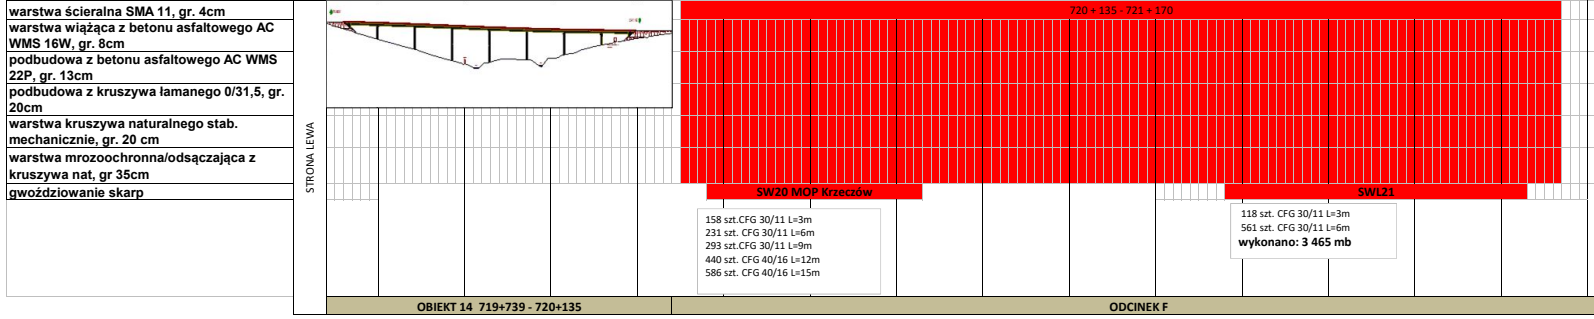 warstwa ścieralna SMA 11, gr. 4cm
warstwa wiążąca z betonu asfaltowego AC
WMS 16W, gr. 8cm
podbudowa z betonu asfaltowego AC WMS
22P, gr. 13cm
podbudowa z kruszywa łamanego 0/31,5, gr.
20cm
warstwa kruszywa naturalnego stab.
mechanicznie, gr. 20 cm
warstwa mrozoochronna/odsączająca z
kruszywa nat, gr 35cm
gwoździowanie skarp
STRONA LEWA
720 + 135 - 721 + 170
SW20 MOP Krzeczów
SWL21
158 szt.CFG 30/11 L=3m
231 szt.CFG 30/11 L=6m
293 szt.CFG 30/11 L=9m
440 szt. CFG 40/16 L=12m
586 szt. CFG 40/16 L=15m
118 szt. CFG 30/11 L=3m
561 szt. CFG 30/11 L=6m
wykonano: 3 465 mb
OBIEKT 14  719+739 - 720+135
ODCINEK F